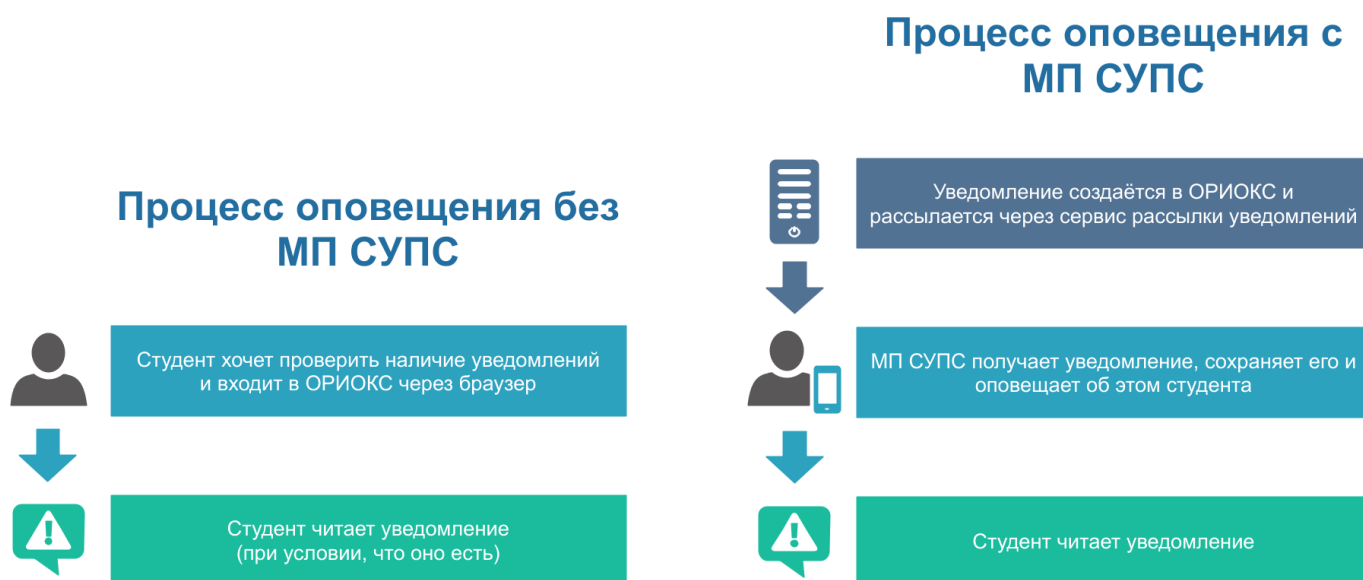 Процесс оповещения без
МП СУПС
Студент хочет проверить наличие уведомлений
и входит в ОРИОКС через браузер
Студент читает уведомление
(при условии, что оно есть)
Процесс оповещения с
МП СУПС
Уведомление создаётся в ОРИОКС и
рассылается через сервис рассылки уведомлений
МП СУПС получает уведомление, сохраняет его и
оповещает об этом студента
Студент читает уведомление